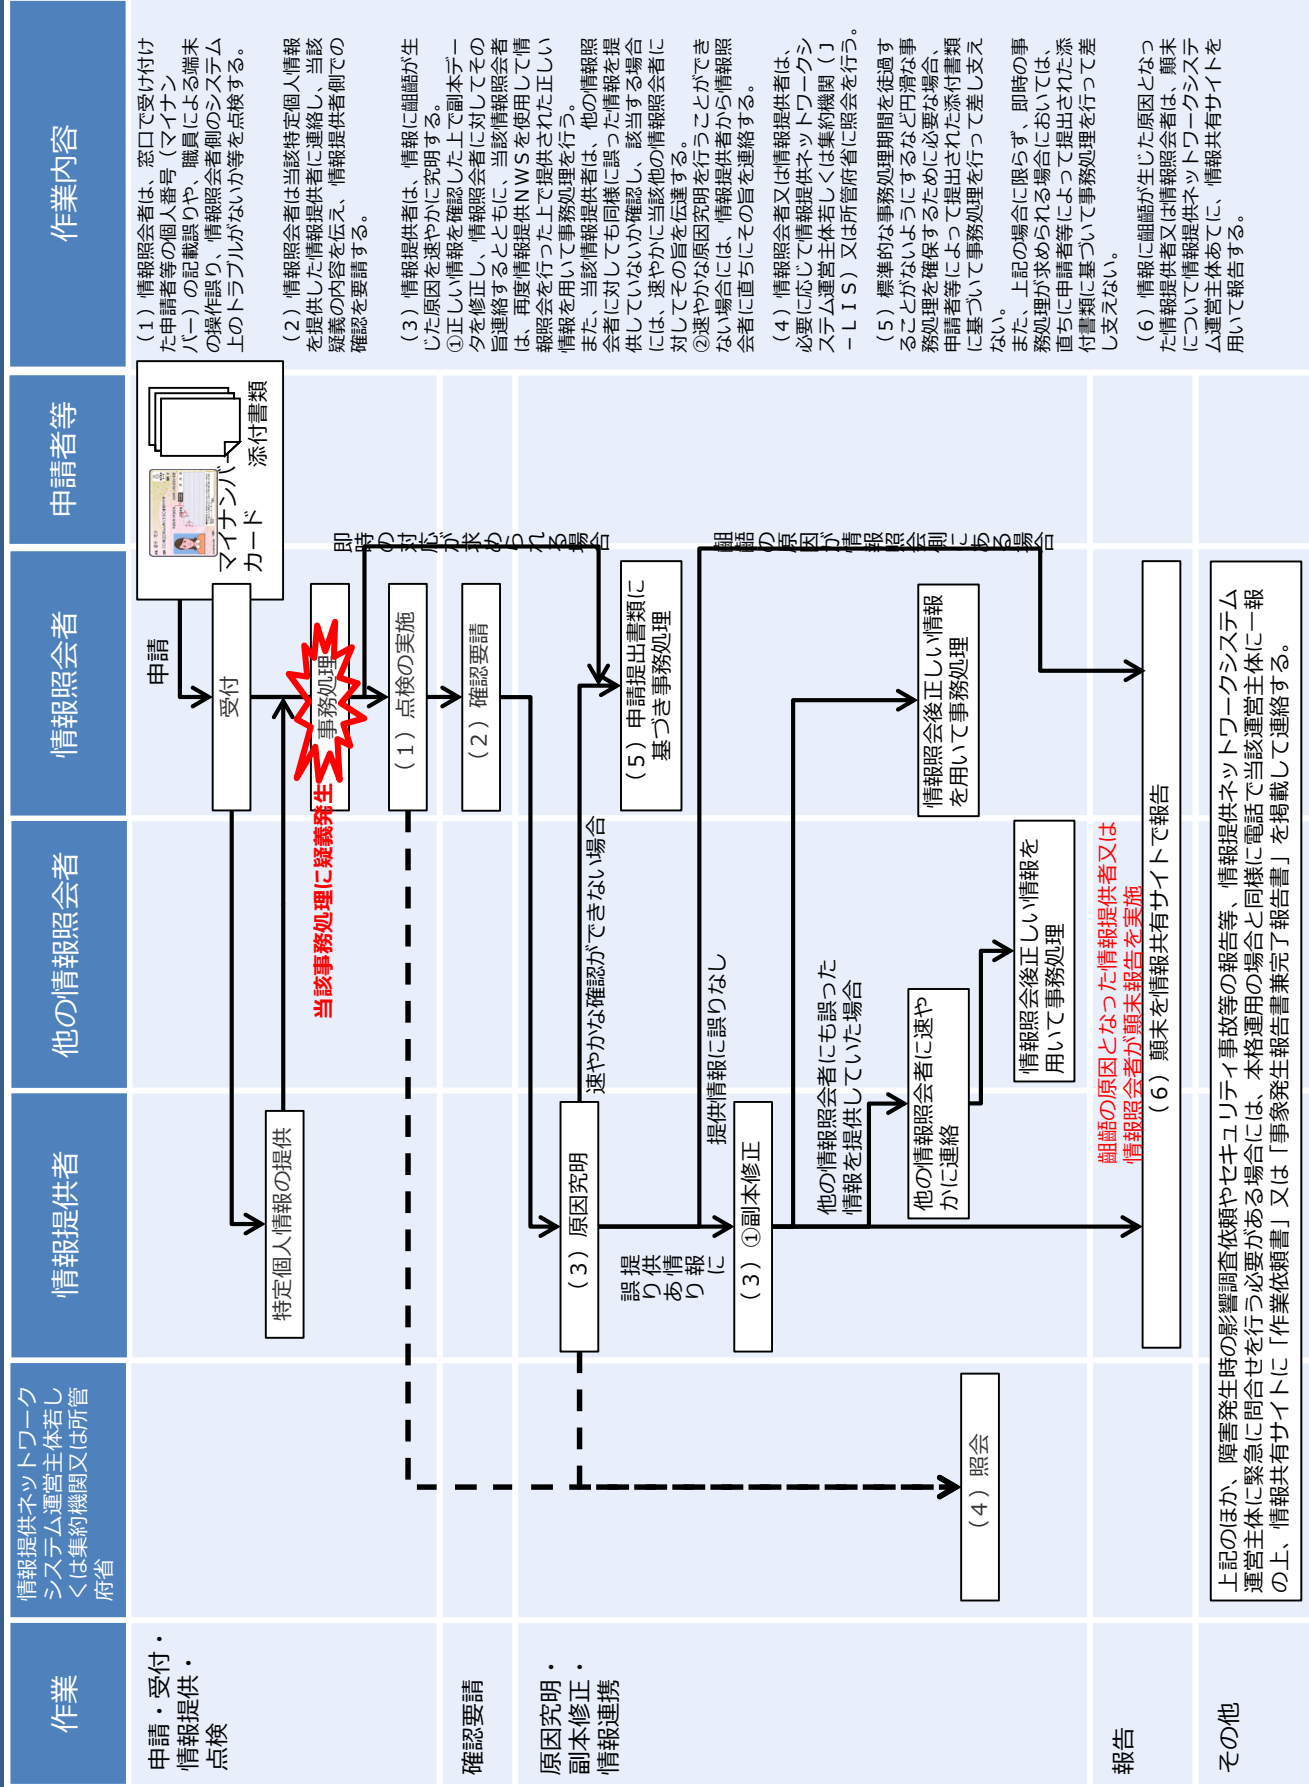 作業
情報提供ネットワーク
システム運営主体若し
くは集約機関又は所管
府省
情報提供者
他の情報照会者
情報照会者
申請者等
作業内容
申請・受付・
情報提供・
点検
確認要請
原因究明・
副本修正・
情報連携
報告
その他
マイナンバー
カード
添付書類
申請
受付
特定個人情報の提供
事務処理
当該事務処理に疑義発生
即時の対応が求められる場合
(1)点検の実施
(2)確認要請
(3)原因究明
速やかな確認ができない場合
(5)申請提出書類に
基づき事務処理
提供情報に
誤りあり
提供情報に誤りなし
齟齬の原因が情報照会側にある場合
(3)①副本修正
他の情報照会者にも誤った
情報を提供していた場合
他の情報照会者に速や
かに連絡
情報照会後正しい情報
を用いて事務処理
情報照会後正しい情報を
用いて事務処理
(4)照会
齟齬の原因となった情報提供者又は
情報照会者が顛末報告を実施
(6)顛末を情報共有サイトで報告
上記のほか、障害発生時の影響調査依頼やセキュリティ事故等の報告等、情報提供ネットワークシステム
運営主体に緊急に問合せを行う必要がある場合には、本格運用の場合と同様に電話で当該運営主体に一報
の上、情報共有サイトに「作業依頼書」又は「事象発生報告書兼完了報告書」を掲載して連絡する。
(1)情報照会者は、窓口で受け付け
た申請者等の個人番号(マイナン
バー)の記載誤りや、職員による端末
の操作誤り、情報照会者側のシステム
上のトラブルがないか等を点検する。
(2)情報照会者は当該特定個人情報
を提供した情報提供者に連絡し、当該
疑義の内容を伝え、情報提供者側での
確認を要請する。
(3)情報提供者は、情報に齟齬が生
じた原因を速やかに究明する。
①正しい情報を確認した上で副本デー
タを修正し、情報照会者に対してその
旨連絡するとともに、当該情報照会者
は、再度情報提供NWSを使用して情
報照会を行った上で提供された正しい
情報を用いて事務処理を行う。
また、当該情報提供者は、他の情報照
会者に対しても同様に誤った情報を提
供していないか確認し、該当する場合
には、速やかに当該他の情報照会者に
対してその旨を伝達する。
②速やかな原因究明を行うことができ
ない場合には、情報提供者から情報照
会者に直ちにその旨を連絡する。
(4)情報照会者又は情報提供者は、
必要に応じて情報提供ネットワークシ
ステム運営主体若しくは集約機関(J
-LIS)又は所管府省に照会を行う。
(5)標準的な事務処理期間を徒過す
ることがないようにするなど円滑な事
務処理を確保するために必要な場合、
申請者等によって提出された添付書類
に基づいて事務処理を行って差し支え
ない。
また、上記の場合に限らず、即時の事
務処理が求められる場合においては、
直ちに申請者等によって提出された添
付書類に基づいて事務処理を行って差
し支えない。
(6)情報に齟齬が生じた原因となっ
た情報提供者又は情報照会者は、顛末
について情報提供ネットワークシステ
ム運営主体あてに、情報共有サイトを
用いて報告する。